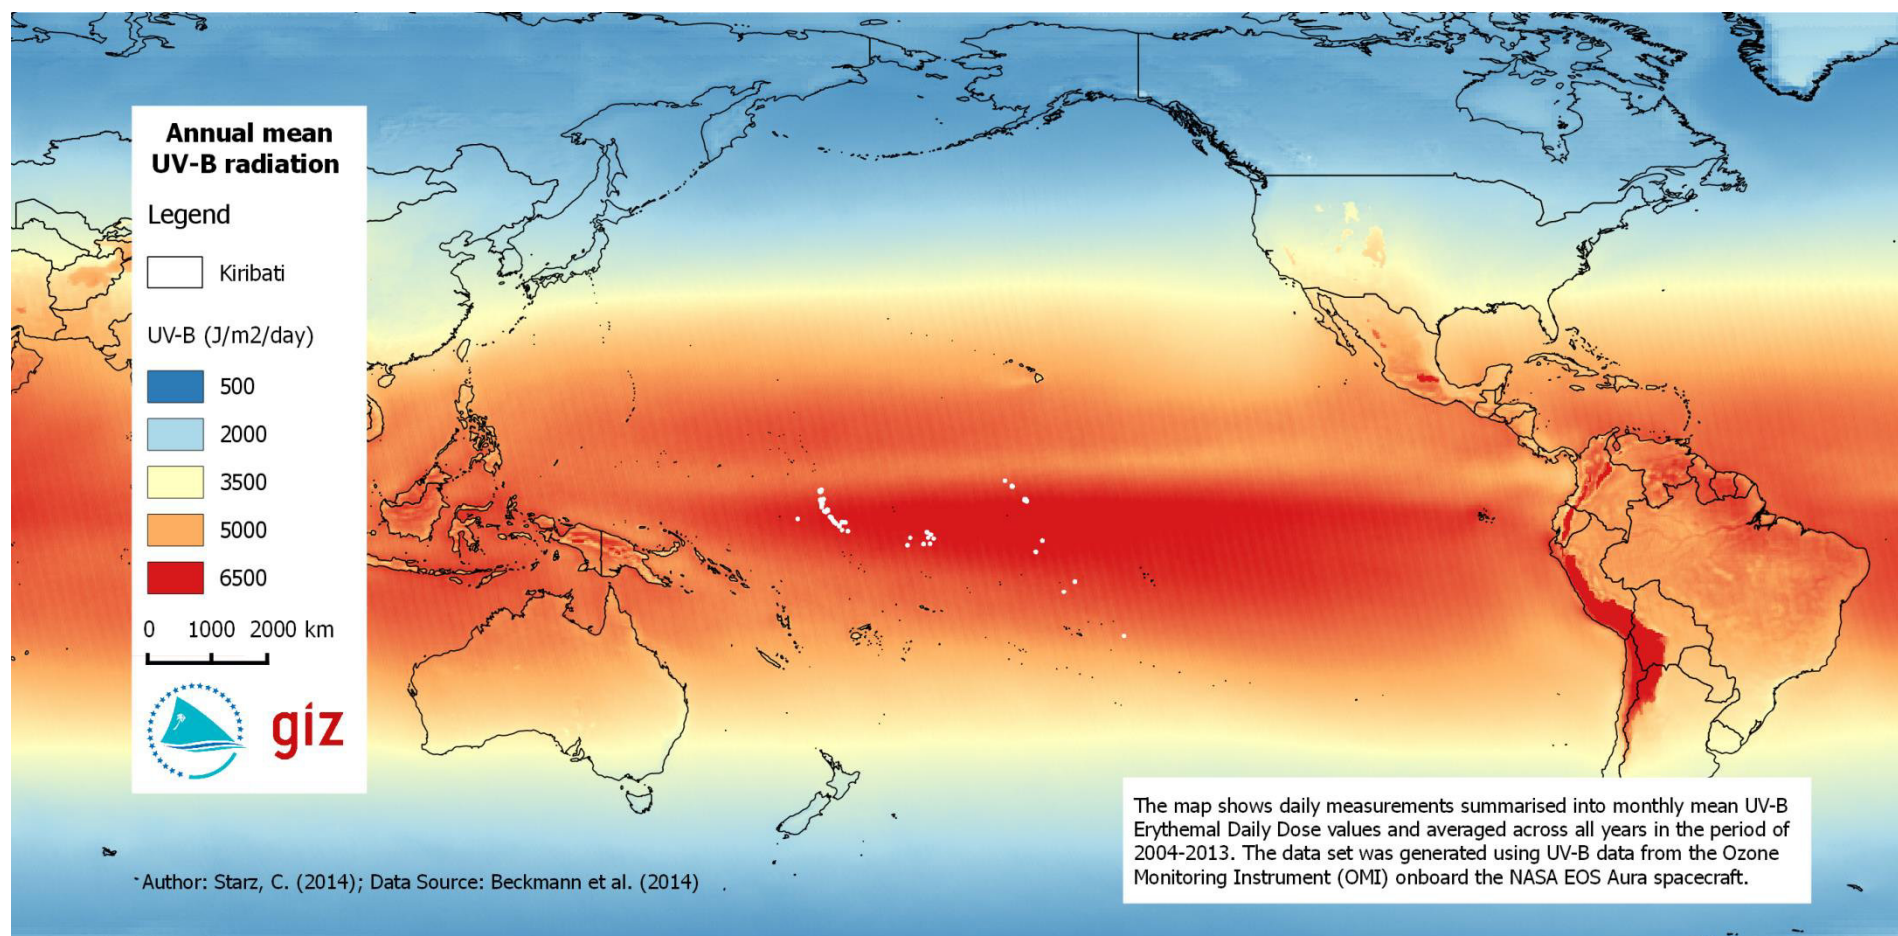 Annual mean
UV-B radiation
Legend
Kiribati
UV-B (J/m2/day)
500
2000
3500
5000
6500
0 1000 2000 km
giz
The map shows daily measurements summarised into monthly mean UV-B
Erythemal Daily Dose values and averaged across all years in the period of
2004-2013. The data set was generated using UV-B data from the Ozone
Monitoring Instrument (OMI) onboard the NASA EOS Aura spacecraft.
Author: Starz, C. (2014); Data Source: Beckmann et al. (2014)